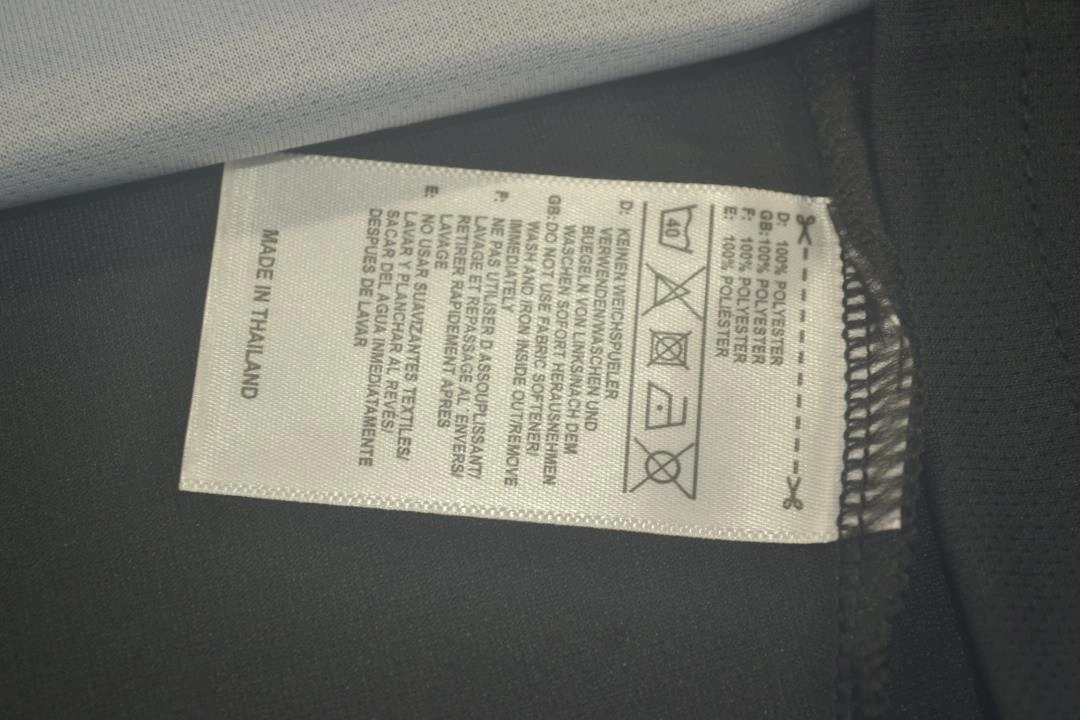 D: 100% POLYESTER
GB:100% POLYESTER
F: 100% POLYESTER
E: 100% POLIÉSTER
40
D: KEINEN WEICHSPUELER
VERWENDEN/WASCHEN UND
BUEGELN VON LINKS/NACH DEM
WASCHEN SOFORT HERAUSNEHMEN
GB:DO NOT USE FABRIC SOFTENER/
WASH AND IRON INSIDE OUT/REMOVE
IMMEDIATELY
F: NE PAS UTILISER D ASSOUPLISSANT/
LAVAGE ET REPASSAGE AL ENVERS/
RETIRER RAPIDEMENT APRES
LAVAGE
E: NO USAR SUAVIZANTES TEXTILES/
LAVAR Y PLANCHAR AL REVÉS/
SACAR DEL AGUA INMEDIATAMENTE
DESPUES DE LAVAR
MADE IN THAILAND